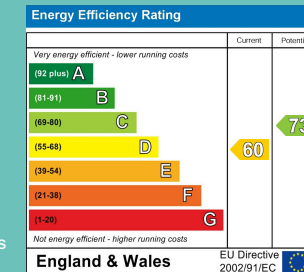 Energy Efficiency Rating
Current
Very energy efficient - lower running costs
(92 plus) A
(81-91) B
(69-80) C
73
(55-68) D
60
(39-54) E
(21-38) F
(1-20) G
Not energy efficient - higher running costs
England & Wales
EU Directive
2002/91/EC